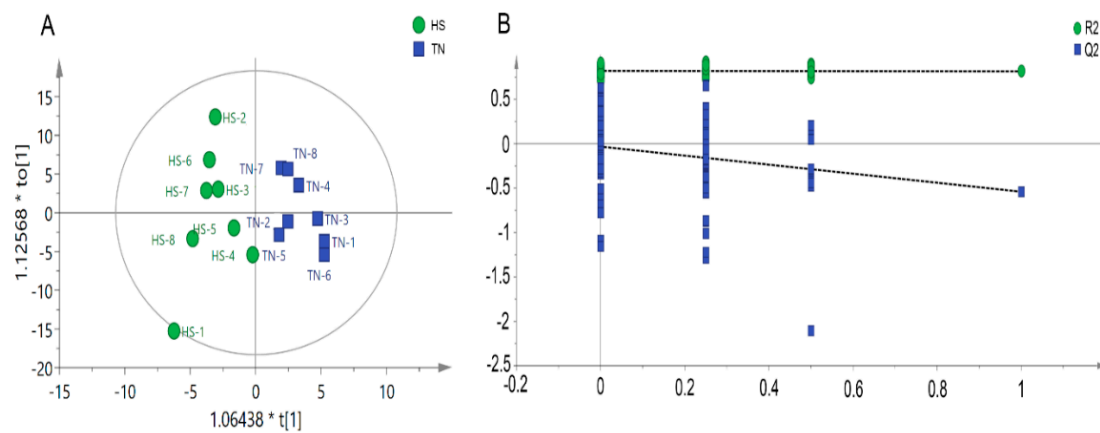 A
HS
TN
15
10
5
0
-5
-10
-15
-20
-15
-10
-5
0
5
10
1.12568 * to[1]
1.06438 * t[1]
HS-2
HS-6
HS-7
HS-3
HS-5
HS-8
HS-4
HS-1
TN-7
TN-8
TN-4
TN-2
TN-3
TN-5
TN-1
TN-6
B
R2
Q2
0.5
0
-0.5
-1
-1.5
-2
-2.5
-0.2
0
0.2
0.4
0.6
0.8
1